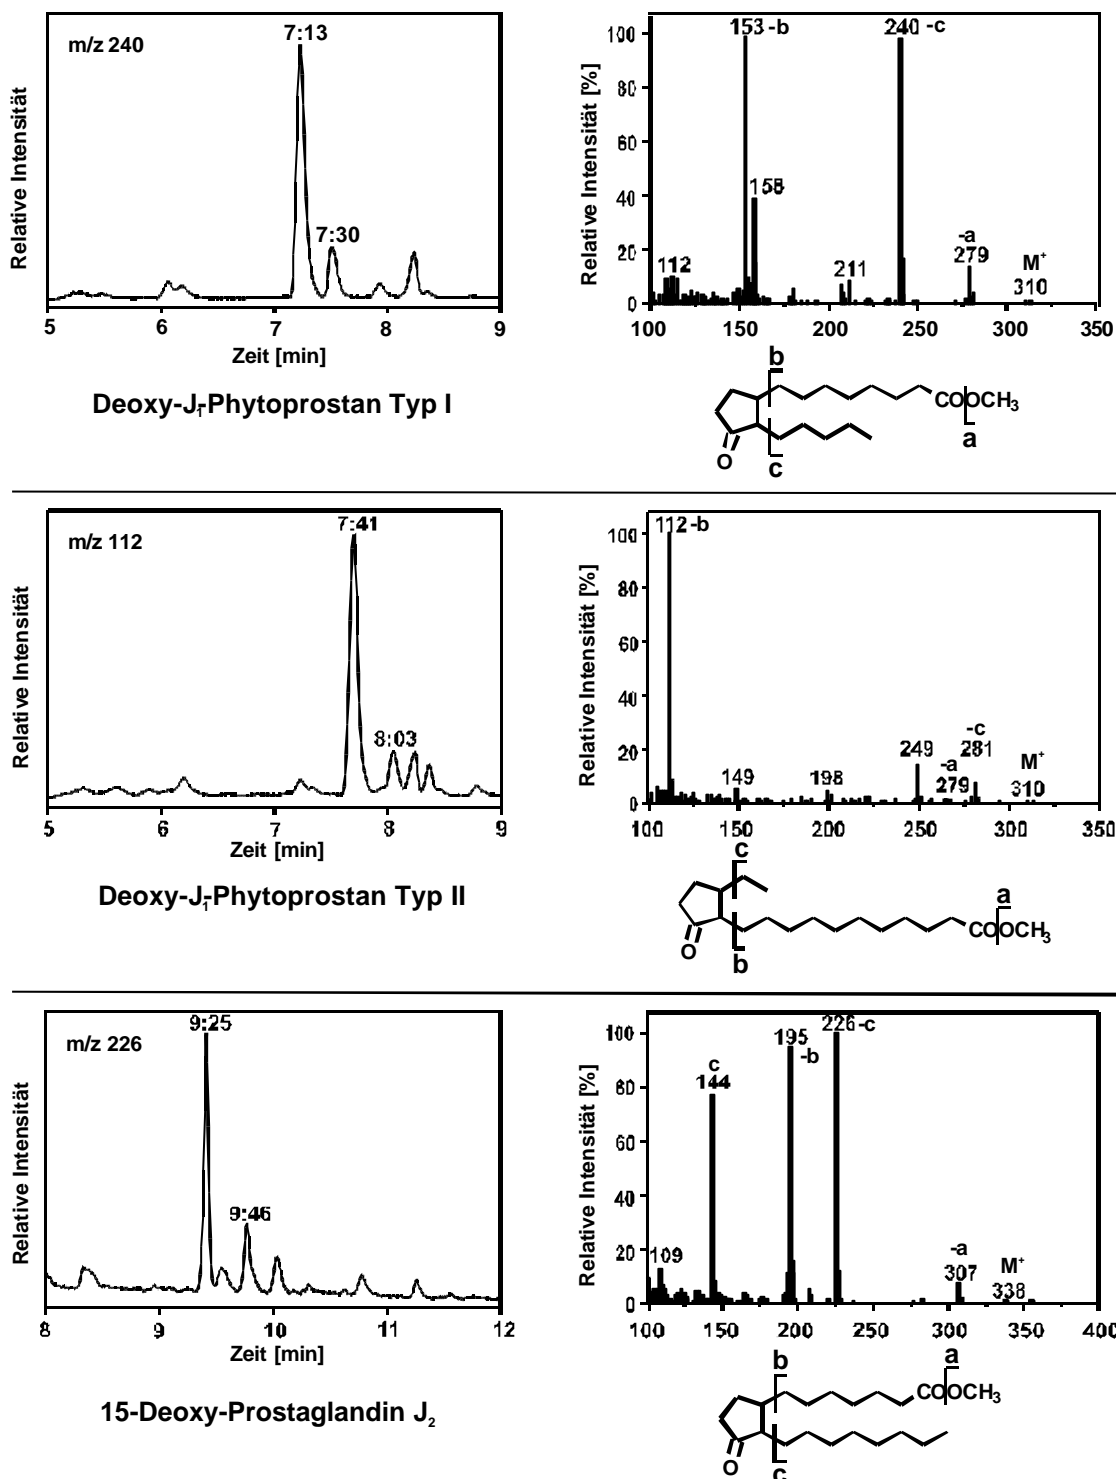 m/z 240
7:13
7:30
Relative Intensität
5 6 7 8 9
Zeit [min]
Deoxy-J1-Phytoprostan Typ I
153 -b
240 -c
158
112
211
-a
279
M+
310
Relative Intensität [%]
100
80
60
40
20
0
100 150 200 250 300 350
b
COOCH3
a
O
c
m/z 112
7:41
8:03
Relative Intensität
5 6 7 8 9
Zeit [min]
Deoxy-J1-Phytoprostan Typ II
112 -b
149
198
249
-a
279
-c
281
M+
310
Relative Intensität [%]
100
80
60
40
20
0
100 150 200 250 300 350
c
a
COOCH3
O
b
m/z 226
9:25
9:46
Relative Intensität
8 9 10 11 12
Zeit [min]
15-Deoxy-Prostaglandin J2
226 -c
195
-b
c
144
109
-a
307
M+
338
Relative Intensität [%]
100
80
60
40
20
0
100 150 200 250 300 350 400
b
a
COOCH3
O
c